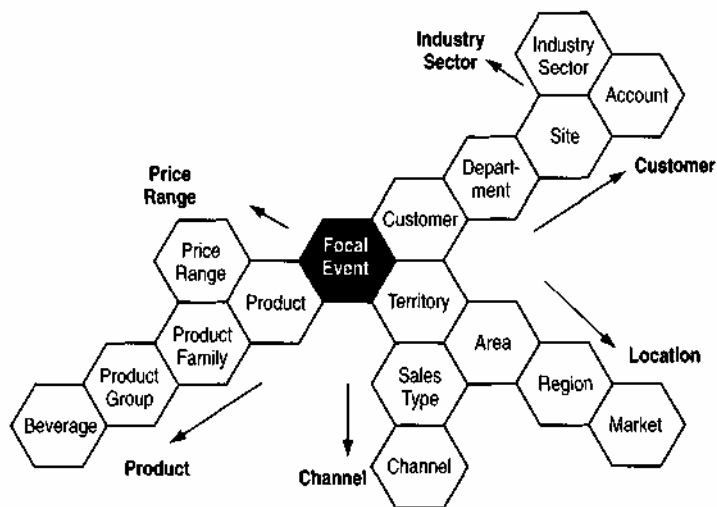 Industry
Sector
Industry
Sector
Account
Site
Customer
Depart-
ment
Customer
Price
Range
Focal
Event
Price
Range
Product
Territory
Product
Family
Area
Location
Product
Group
Sales
Type
Region
Beverage
Market
Product
Channel
Channel